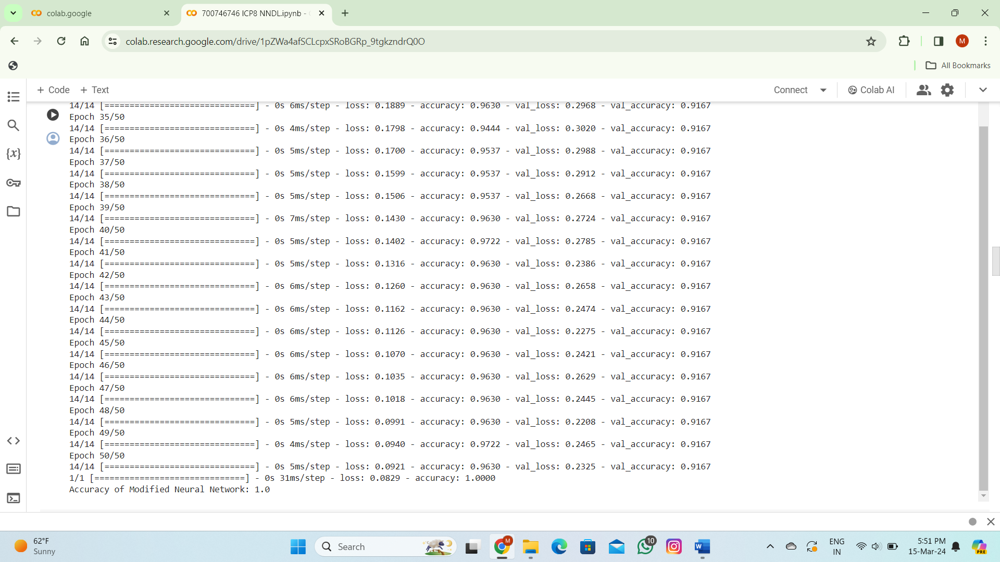 colab.google
700746746 ICP8 NNDL.ipynb -
colab.research.google.com/drive/1pZWa4afSCLcpxSRoBGRp_9tgkzndrQ0O
M
All Bookmarks
+ Code + Text
Connect
Colab AI
{x}
14/14 [==============================] - 0s 6ms/step - loss: 0.1889 - accuracy: 0.9630 - val_loss: 0.2968 - val_accuracy: 0.9167
Epoch 35/50
14/14 [==============================] - 0s 4ms/step - loss: 0.1798 - accuracy: 0.9444 - val_loss: 0.3020 - val_accuracy: 0.9167
Epoch 36/50
14/14 [==============================] - 0s 5ms/step - loss: 0.1700 - accuracy: 0.9537 - val_loss: 0.2988 - val_accuracy: 0.9167
Epoch 37/50
14/14 [==============================] - 0s 5ms/step - loss: 0.1599 - accuracy: 0.9537 - val_loss: 0.2912 - val_accuracy: 0.9167
Epoch 38/50
14/14 [==============================] - 0s 5ms/step - loss: 0.1506 - accuracy: 0.9537 - val_loss: 0.2668 - val_accuracy: 0.9167
Epoch 39/50
14/14 [==============================] - 0s 7ms/step - loss: 0.1430 - accuracy: 0.9630 - val_loss: 0.2724 - val_accuracy: 0.9167
Epoch 40/50
14/14 [==============================] - 0s 5ms/step - loss: 0.1402 - accuracy: 0.9722 - val_loss: 0.2785 - val_accuracy: 0.9167
Epoch 41/50
14/14 [==============================] - 0s 5ms/step - loss: 0.1316 - accuracy: 0.9630 - val_loss: 0.2386 - val_accuracy: 0.9167
Epoch 42/50
14/14 [==============================] - 0s 6ms/step - loss: 0.1260 - accuracy: 0.9630 - val_loss: 0.2658 - val_accuracy: 0.9167
Epoch 43/50
14/14 [==============================] - 0s 6ms/step - loss: 0.1162 - accuracy: 0.9630 - val_loss: 0.2474 - val_accuracy: 0.9167
Epoch 44/50
14/14 [==============================] - 0s 6ms/step - loss: 0.1126 - accuracy: 0.9630 - val_loss: 0.2275 - val_accuracy: 0.9167
Epoch 45/50
14/14 [==============================] - 0s 6ms/step - loss: 0.1070 - accuracy: 0.9630 - val_loss: 0.2421 - val_accuracy: 0.9167
Epoch 46/50
14/14 [==============================] - 0s 6ms/step - loss: 0.1035 - accuracy: 0.9630 - val_loss: 0.2629 - val_accuracy: 0.9167
Epoch 47/50
14/14 [==============================] - 0s 6ms/step - loss: 0.1018 - accuracy: 0.9630 - val_loss: 0.2445 - val_accuracy: 0.9167
Epoch 48/50
14/14 [==============================] - 0s 5ms/step - loss: 0.0991 - accuracy: 0.9630 - val_loss: 0.2208 - val_accuracy: 0.9167
Epoch 49/50
14/14 [==============================] - 0s 4ms/step - loss: 0.0940 - accuracy: 0.9722 - val_loss: 0.2465 - val_accuracy: 0.9167
Epoch 50/50
14/14 [==============================] - 0s 5ms/step - loss: 0.0921 - accuracy: 0.9630 - val_loss: 0.2325 - val_accuracy: 0.9167
1/1 [==============================] - 0s 31ms/step - loss: 0.0829 - accuracy: 1.0000
Accuracy of Modified Neural Network: 1.0
62°F
Sunny
Search
M
10
W
ENG
IN
5:51 PM
15-Mar-24
PRE